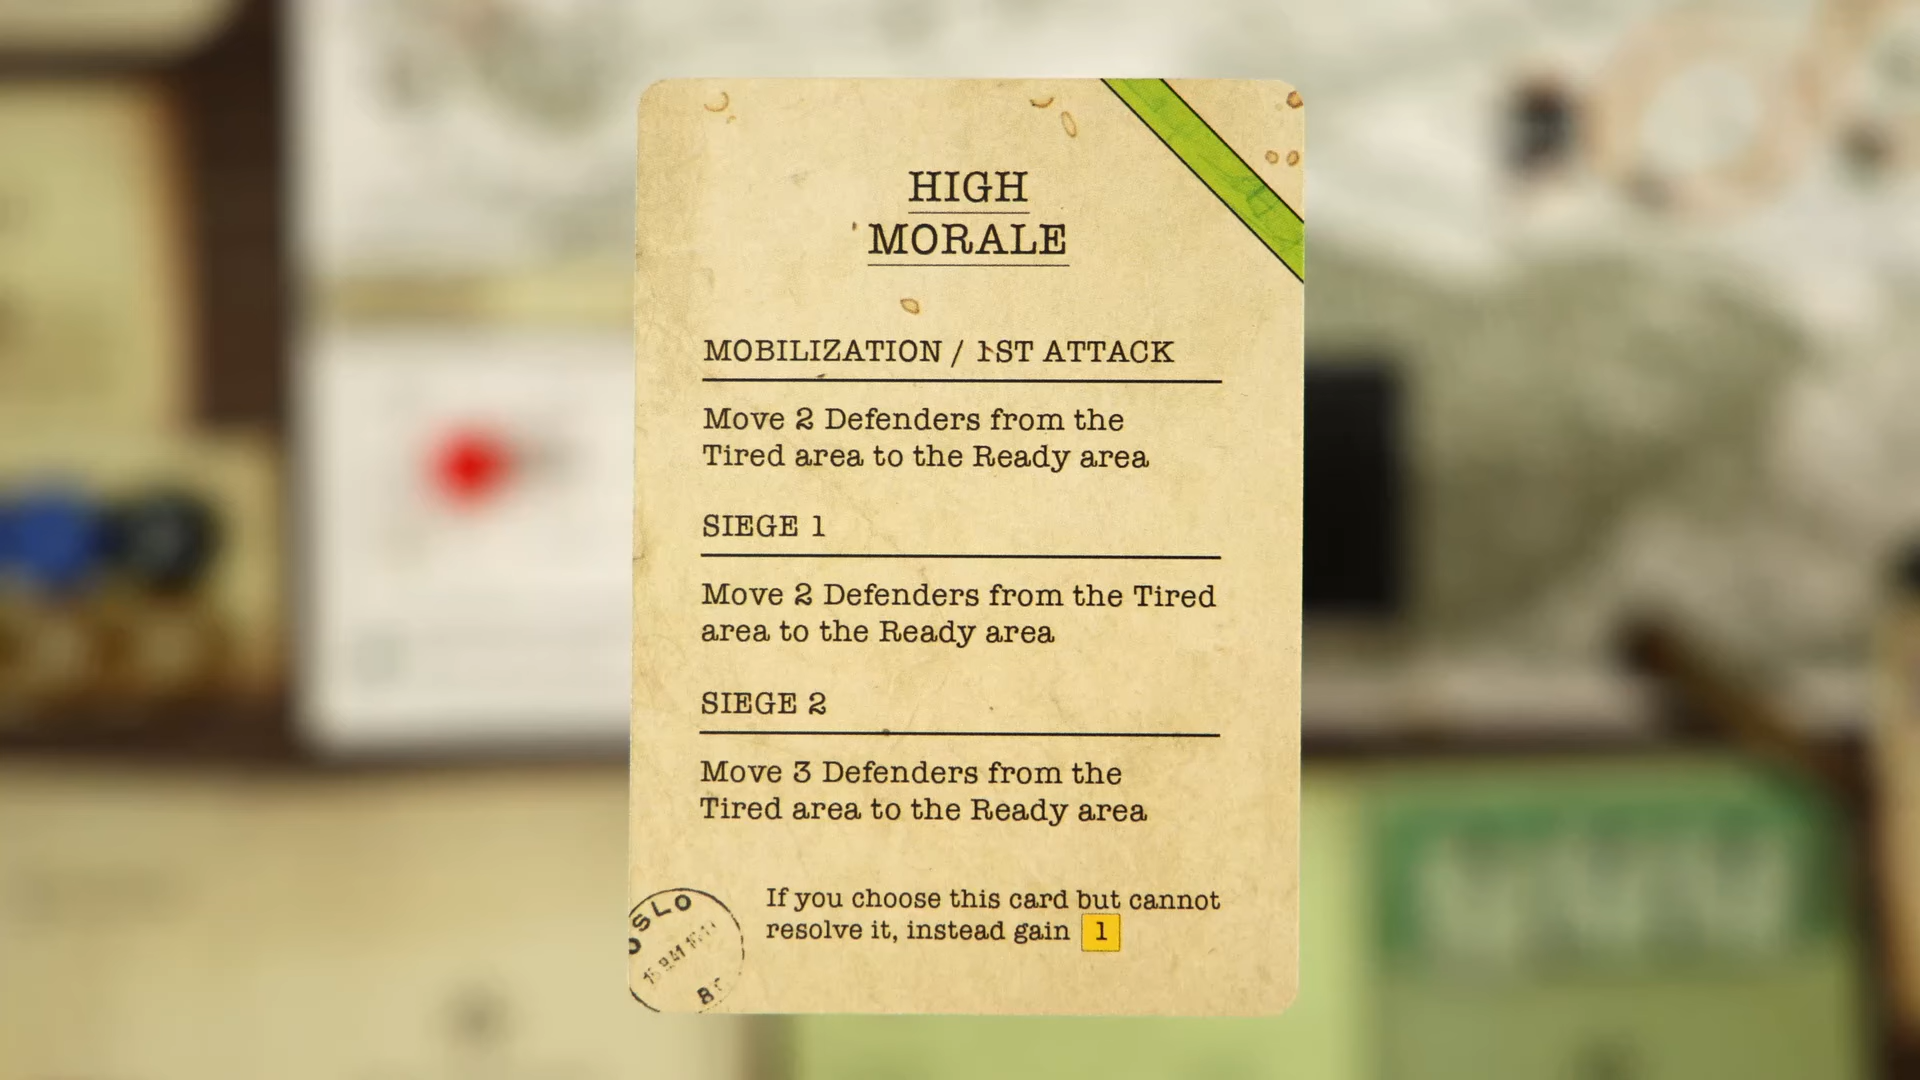 HIGH
MORALE
MOBILIZATION / 1ST ATTACK
Move 2 Defenders from the
Tired area to the Ready area
SIEGE 1
Move 2 Defenders from the Tired
area to the Ready area
SIEGE 2
Move 3 Defenders from the
Tired area to the Ready area
If you choose this card but cannot
resolve it, instead gain 1
OSLO